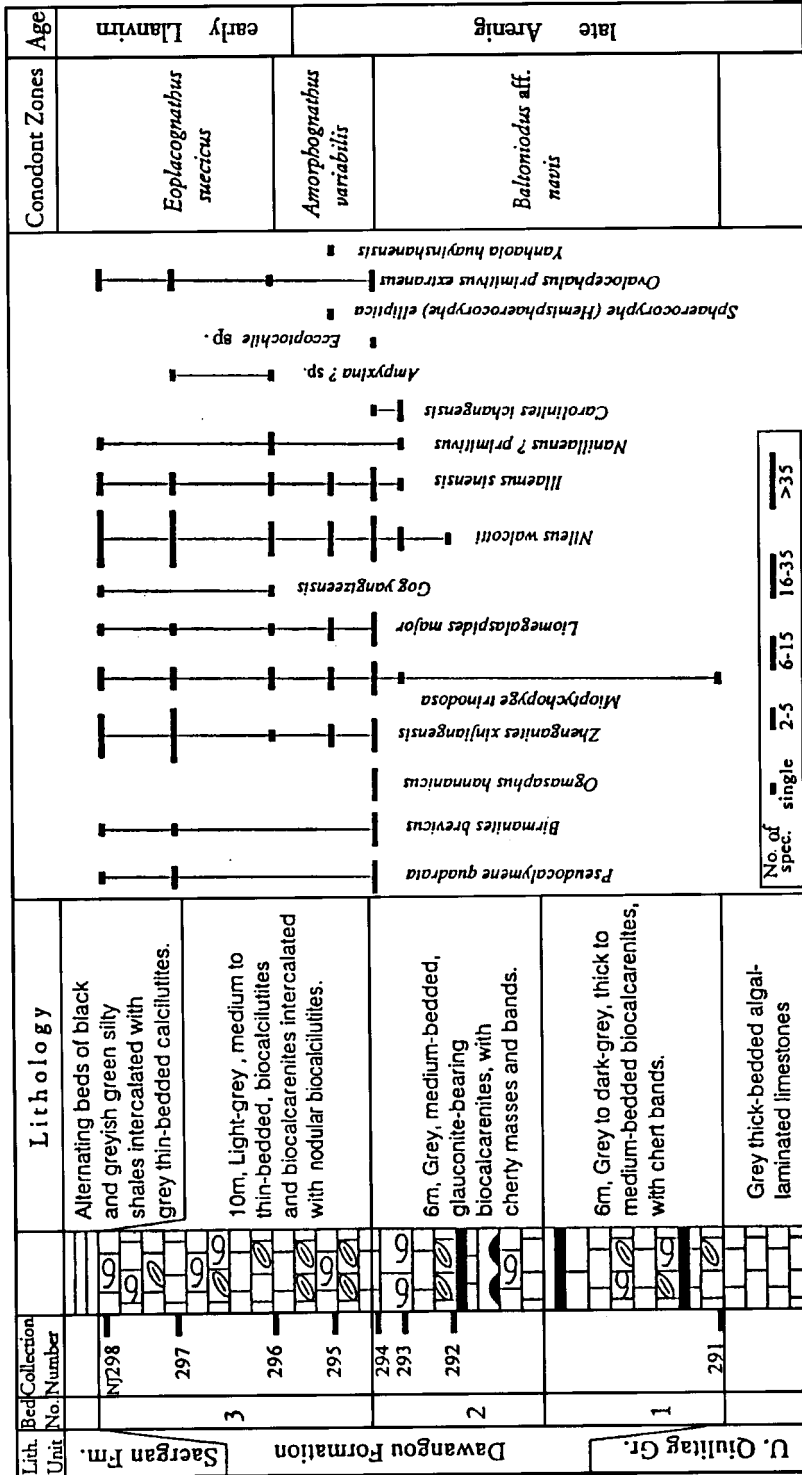 Lith. Unit
Bed No.
Collection Number
Lithology
Conodont Zones
Age
Saergan Fm.
Dawangou Formation
U. Qiulitag Gr.
3
2
1
NJ298
297
296
295
294
293
292
291
Alternating beds of black
and greyish green silty
shales intercalated with
grey thin-bedded calcilutites.
10m, Light-grey, medium to
thin-bedded, biocalcilutites
and biocalcarenites intercalated
with nodular biocalcilutites.
6m, Grey, medium-bedded,
glauconite-bearing
biocalcarenites, with
cherty masses and bands.
6m, Grey to dark-grey, thick to
medium-bedded biocalcarenites,
with chert bands.
Grey thick-bedded algal-
laminated limestones
Pseudocalymene quadrata
Birmanites brevicus
Ogmasaphus hannanicus
Zhenganites xinjiangensis
Mioptychopyge trinodosa
Liomegalaspides major
Gog yangtzeensis
Nileus walcotti
Illaenus sinensis
Nanillaenus ? primitivus
Carolinites ichangensis
Ampyxina ? sp.
Eccoptochile sp.
Sphaerocoryphe (Hemisphaerocoryphe) elliptica
Ovalocephalus primitivus extraneus
Yanhaoia huayinshanensis
No. of
spec.
single
2-5
6-15
16-35
>35
Eoplacognathus
suecicus
Amorphognathus
variabilis
Baltoniodus aff.
navis
early Llanvirn
late Arenig